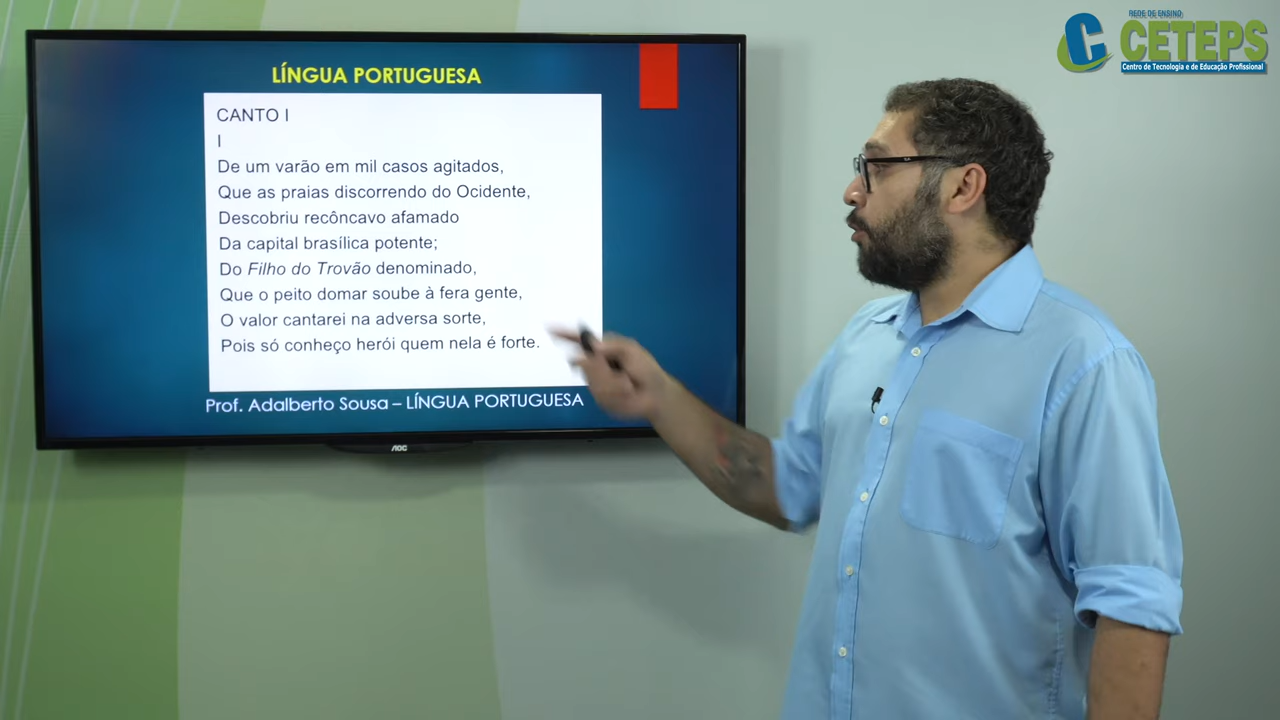 REDE DE ENSINO
CETEPS
Centro de Tecnologia e de Educação Profissional
LÍNGUA PORTUGUESA
CANTO I
I
De um varão em mil casos agitados,
Que as praias discorrendo do Ocidente,
Descobriu recôncavo afamado
Da capital brasílica potente;
Do Filho do Trovão denominado,
Que o peito domar soube à fera gente,
O valor cantarei na adversa sorte,
Pois só conheço herói quem nela é forte.
Prof. Adalberto Sousa – LÍNGUA PORTUGUESA
AOC